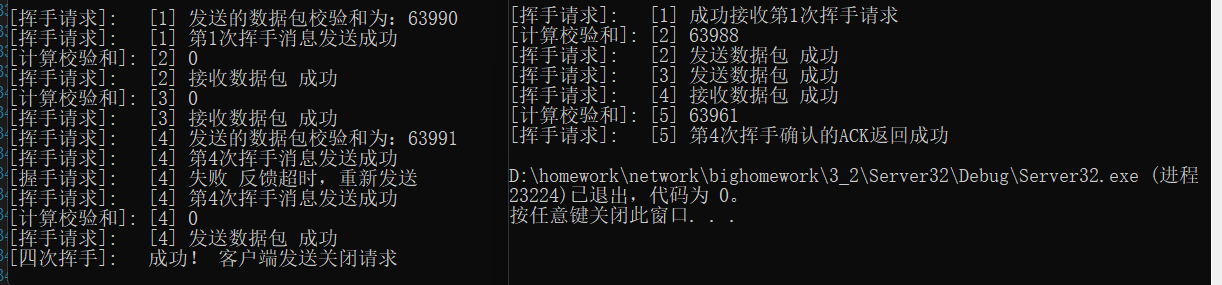 [挥手请求]: [1] 发送的数据包校验和为：63990
[挥手请求]: [1] 第1次挥手消息发送成功
[计算校验和]: [2] 0
[挥手请求]: [2] 接收数据包 成功
[计算校验和]: [3] 0
[挥手请求]: [3] 接收数据包 成功
[挥手请求]: [4] 发送的数据包校验和为：63991
[挥手请求]: [4] 第4次挥手消息发送成功
[握手请求]: [4] 失败 反馈超时，重新发送
[挥手请求]: [4] 第4次挥手消息发送成功
[计算校验和]: [4] 0
[挥手请求]: [4] 发送数据包 成功
[四次挥手]: 成功！ 客户端发送关闭请求
[挥手请求]: [1] 成功接收第1次挥手请求
[计算校验和]: [2] 63988
[挥手请求]: [2] 发送数据包 成功
[挥手请求]: [3] 发送数据包 成功
[挥手请求]: [4] 接收数据包 成功
[计算校验和]: [5] 63961
[挥手请求]: [5] 第4次挥手确认的ACK返回成功
D:\homework\network\bighomework\3_2\Server32\Debug\Server32.exe (进程
23224)已退出，代码为 0。
按任意键关闭此窗口. . .